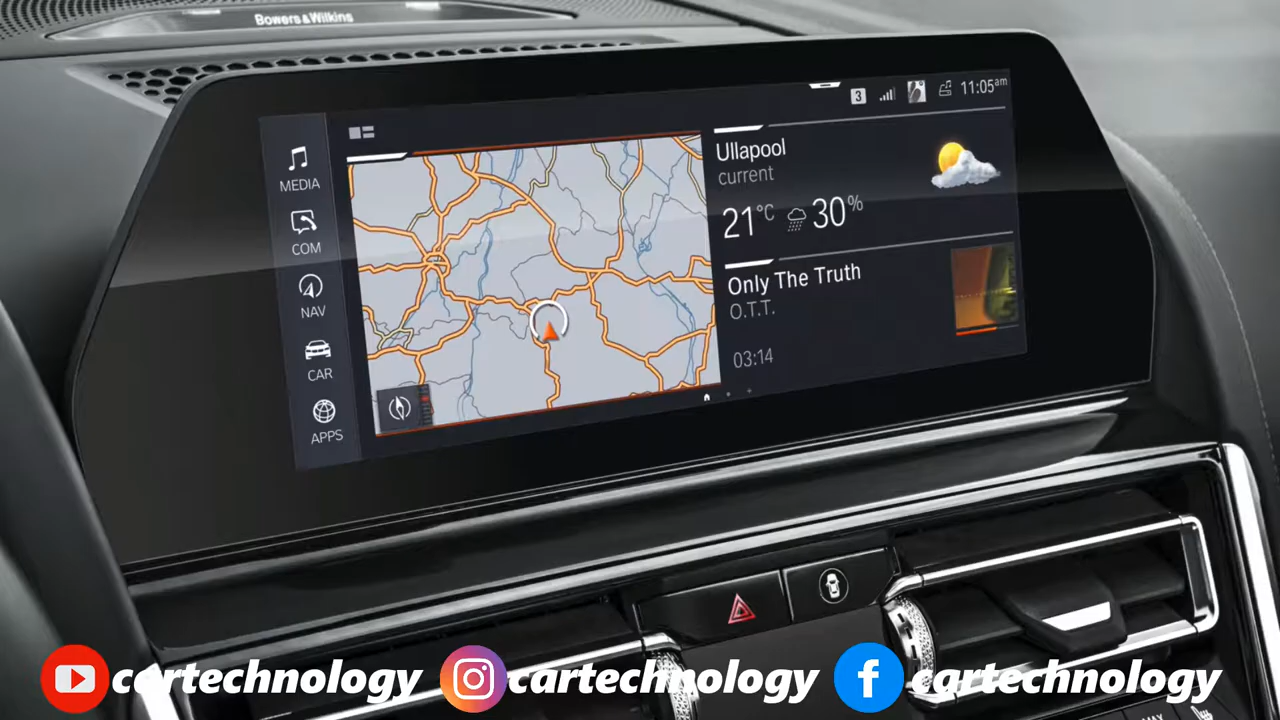 Bowers & Wilkins
3
11:05am
MEDIA
COM
NAV
CAR
APPS
Ullapool
current
21°C
30%
Only The Truth
O.T.T.
03:14
cartechnology
cartechnology
cartechnology